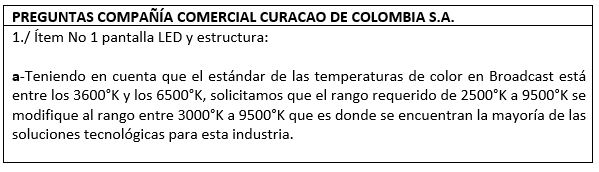 PREGUNTAS COMPAÑÍA COMERCIAL CURACAO DE COLOMBIA S.A.
1./ Ítem No 1 pantalla LED y estructura:
a-Teniendo en cuenta que el estándar de las temperaturas de color en Broadcast está
entre los 3600°K y los 6500°K, solicitamos que el rango requerido de 2500°K a 9500°K se
modifique al rango entre 3000°K a 9500°K que es donde se encuentran la mayoría de las
soluciones tecnológicas para esta industria.